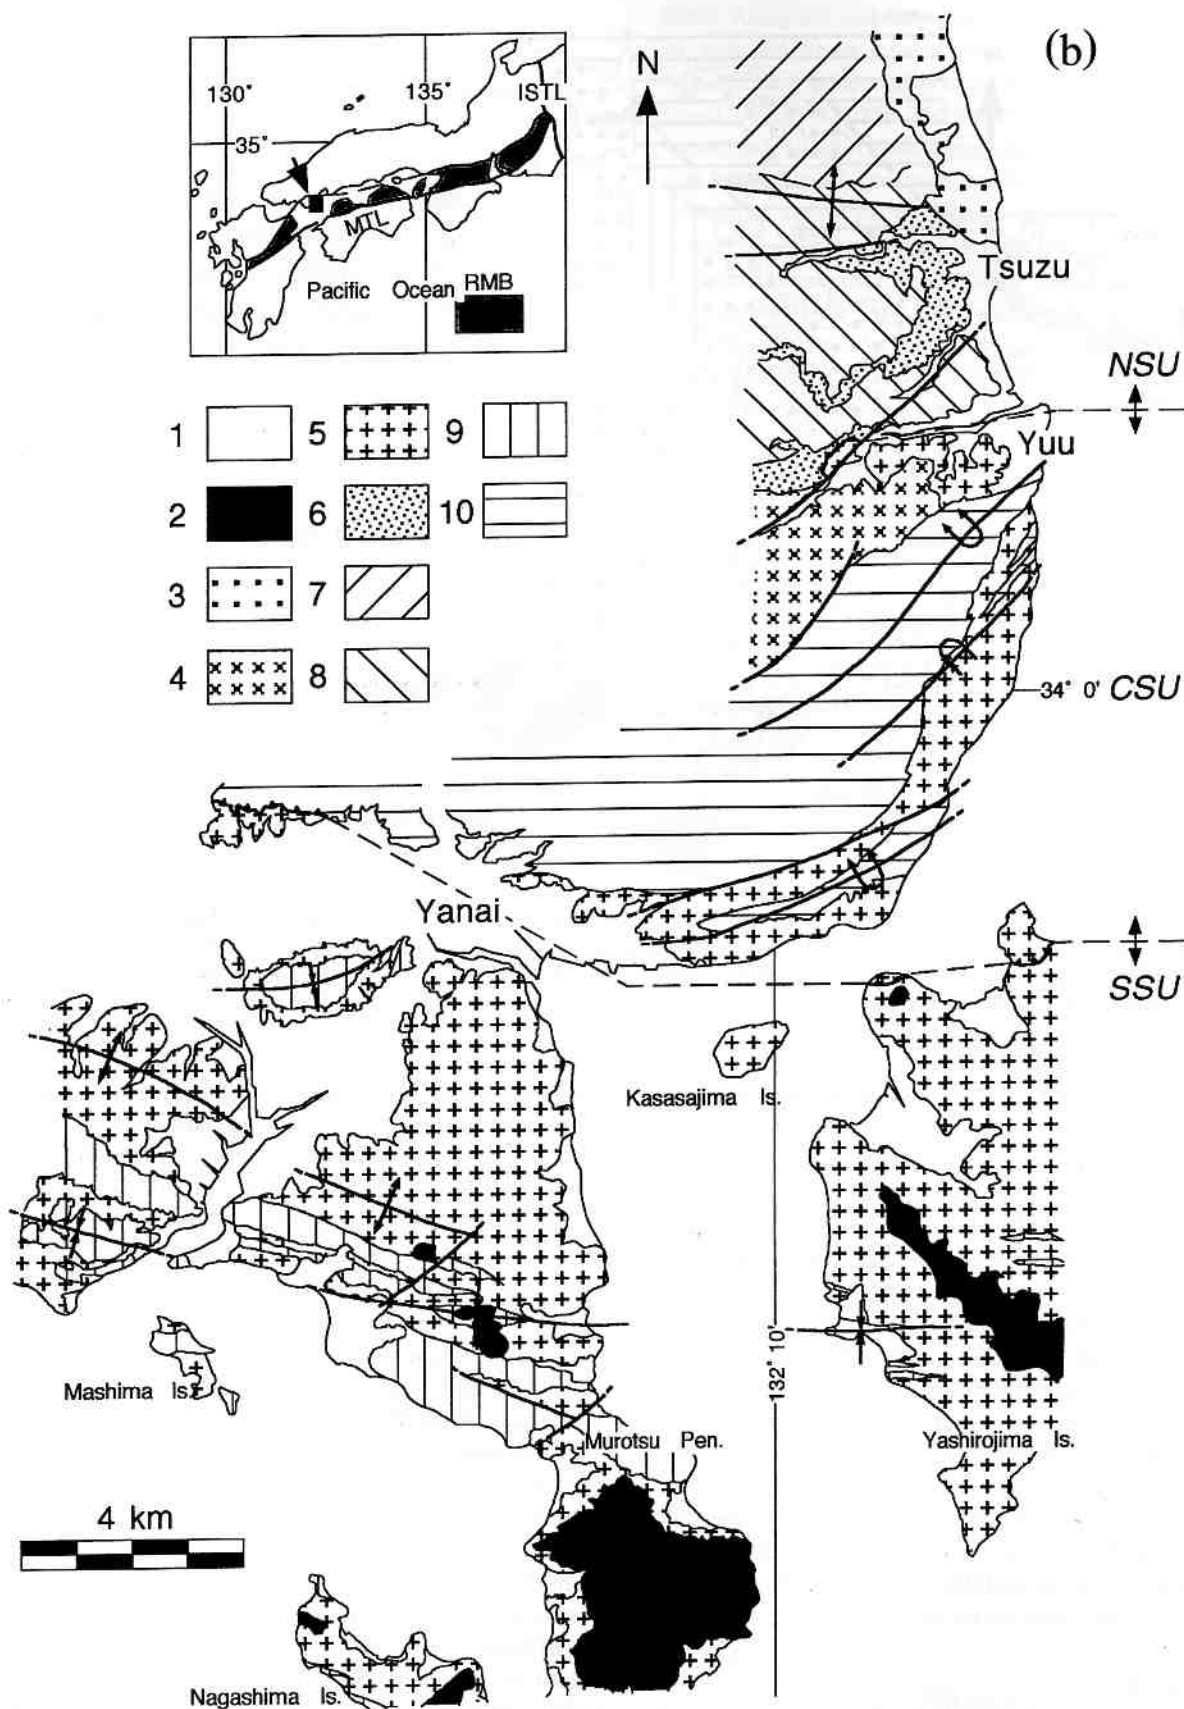 (b)
N
130° 135° ISTL
35°
MTL
Pacific Ocean RMB
Tsuzu
NSU
Yuu
1 5 9
2 6 10
3 7
4 8
34° 0' CSU
Yanai
SSU
Kasasajima Is.
132° 10'
Mashima Is.
Murotsu Pen.
Yashirojima Is.
4 km
Nagashima Is.